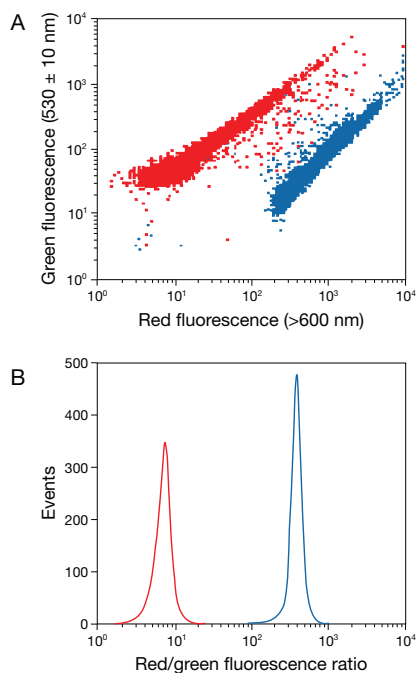 A
Green fluorescence (530 ± 10 nm)
10⁴
10³
10²
10¹
10⁰
10⁰ 10¹ 10² 10³ 10⁴
Red fluorescence (>600 nm)
B
Events
500
400
300
200
100
0
10⁰ 10¹ 10² 10³ 10⁴
Red/green fluorescence ratio